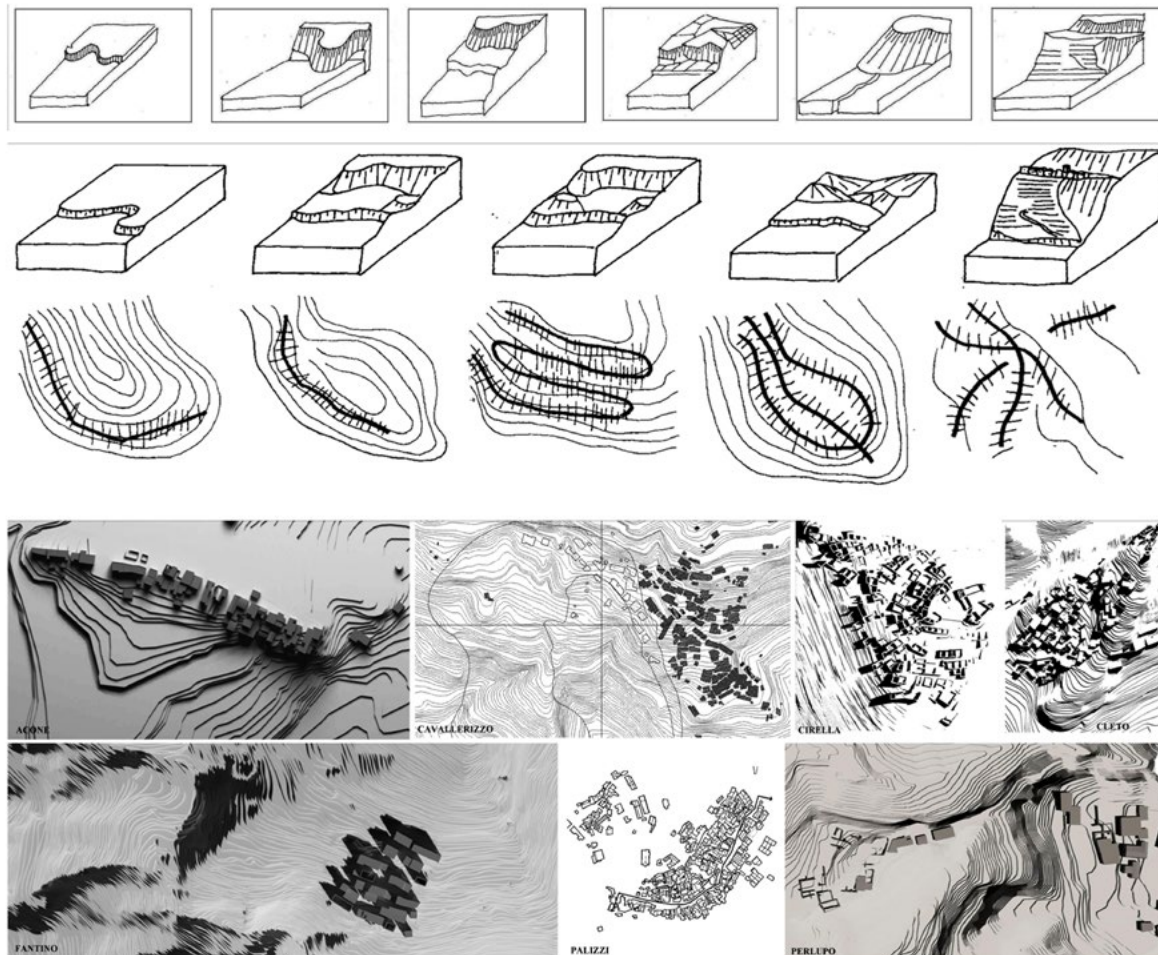 ACONE
CAVALLERIZZO
CIRELLA
CLETO
FANTINO
PALIZZI
PERLUPO